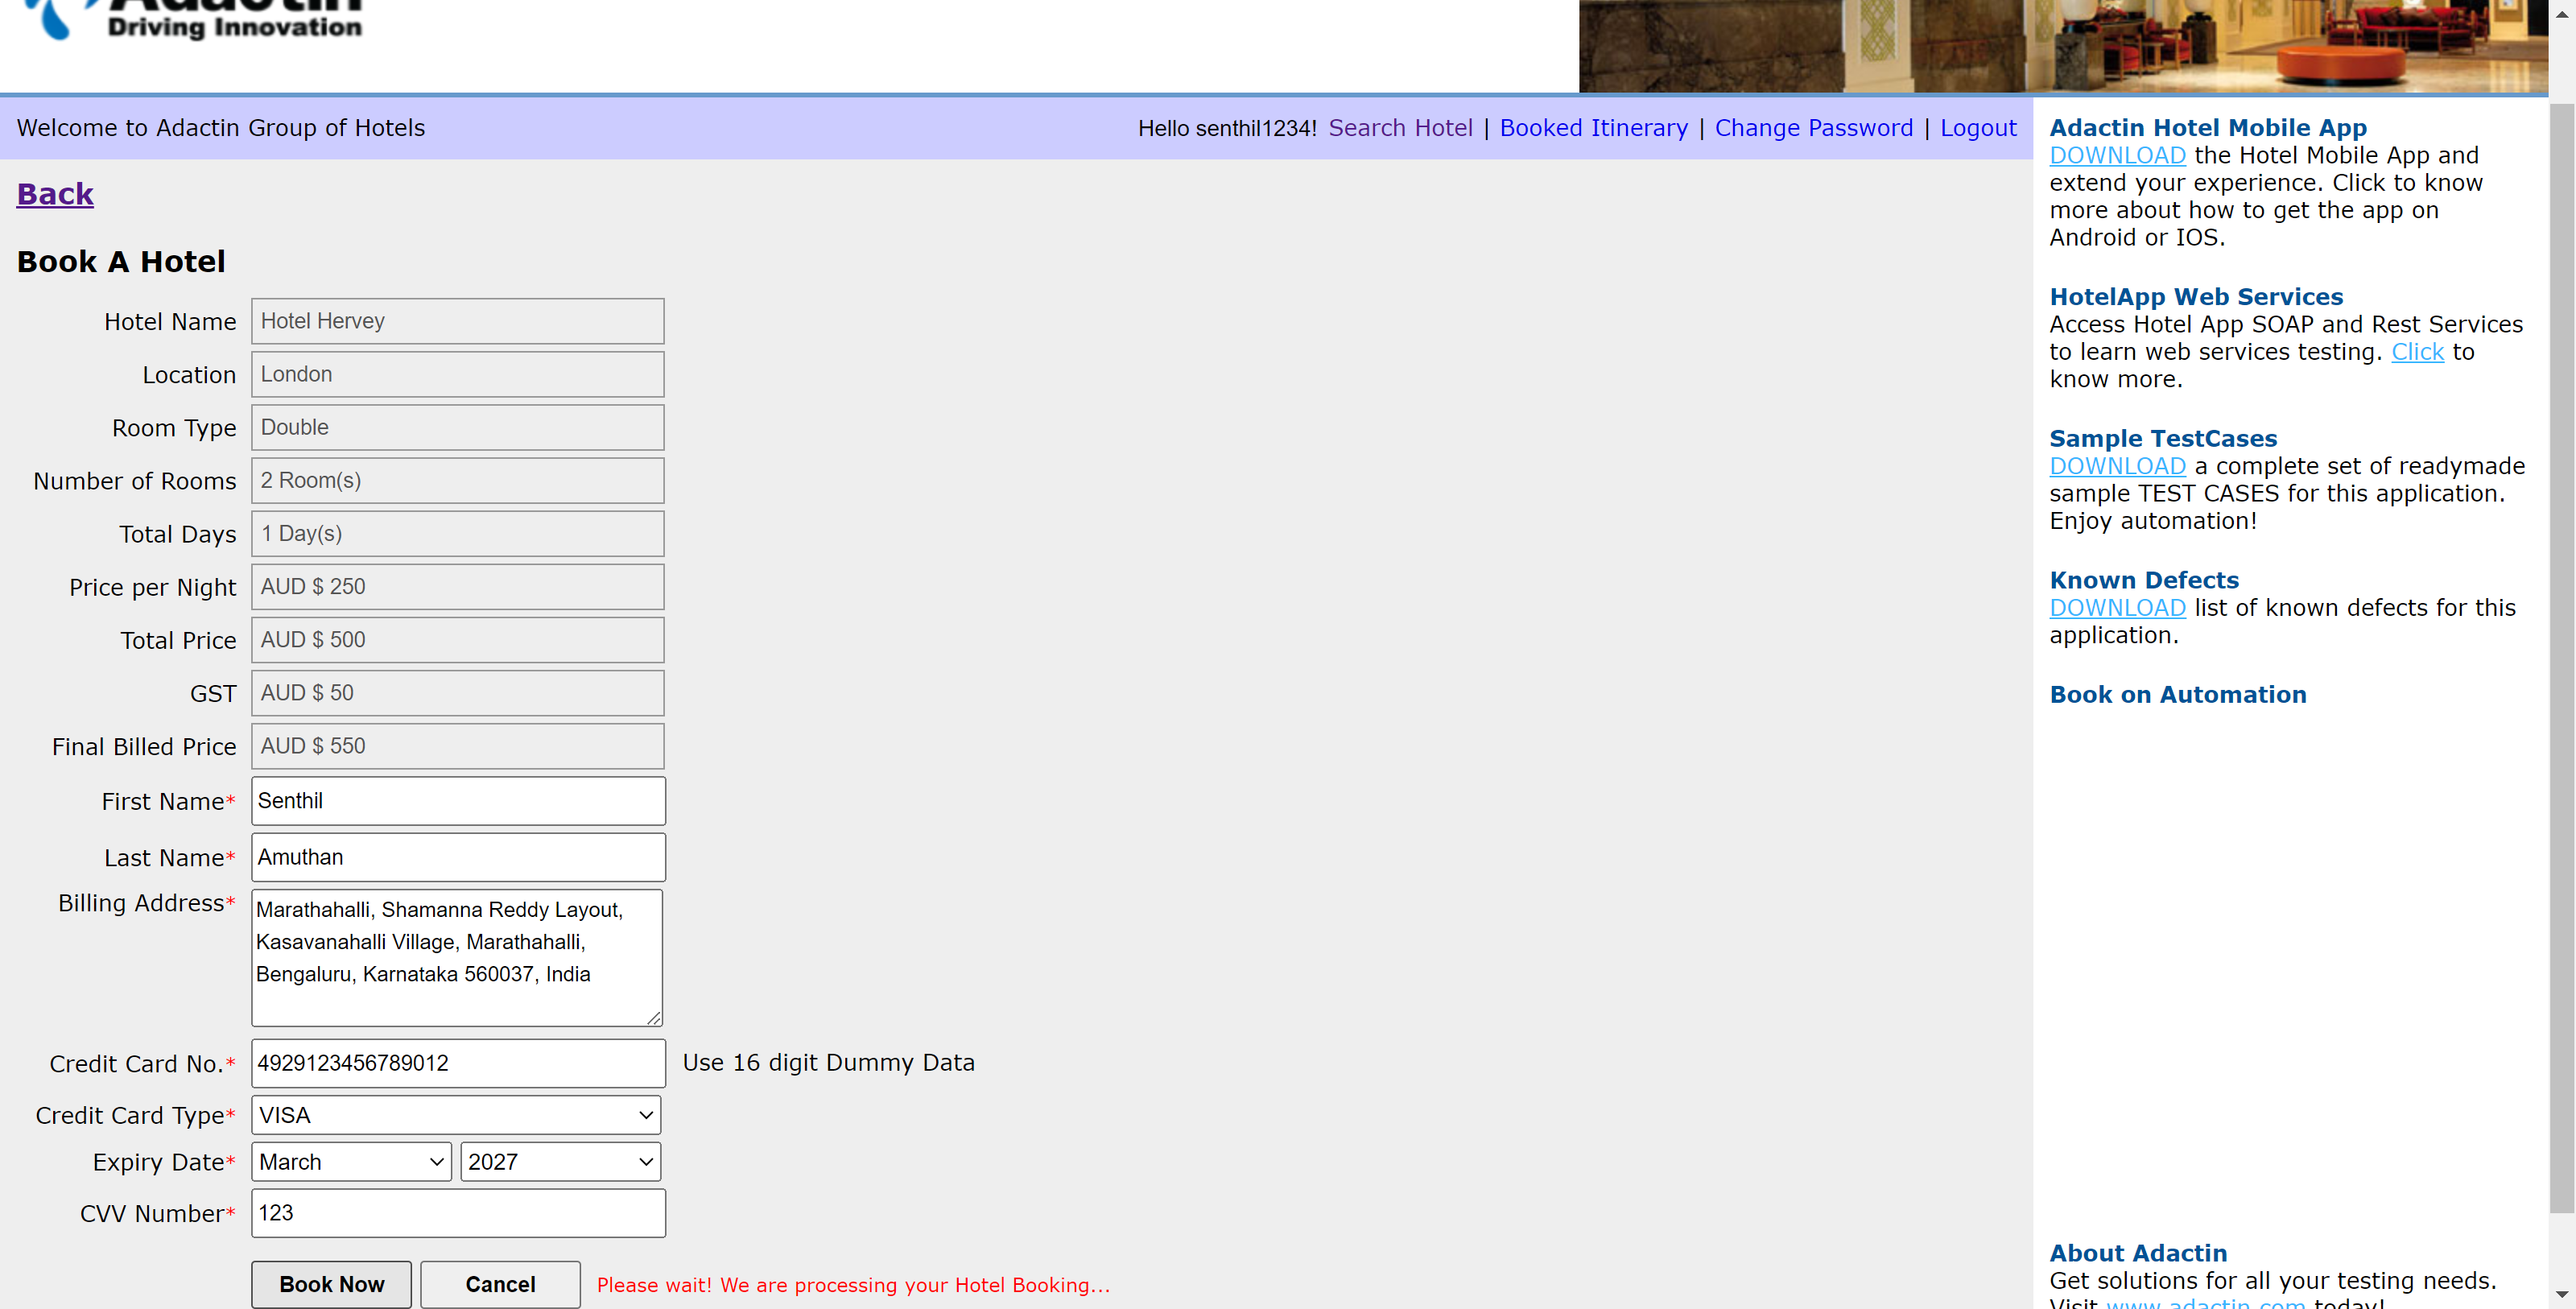 Adactin
Driving Innovation
Welcome to Adactin Group of Hotels
Hello senthil1234! Search Hotel | Booked Itinerary | Change Password | Logout
Back
Book A Hotel
Hotel Name Hotel Hervey
Location London
Room Type Double
Number of Rooms 2 Room(s)
Total Days 1 Day(s)
Price per Night AUD $ 250
Total Price AUD $ 500
GST AUD $ 50
Final Billed Price AUD $ 550
First Name* Senthil
Last Name* Amuthan
Billing Address* Marathahalli, Shamanna Reddy Layout,
Kasavanahalli Village, Marathahalli,
Bengaluru, Karnataka 560037, India
Credit Card No.* 4929123456789012 Use 16 digit Dummy Data
Credit Card Type* VISA
Expiry Date* March 2027
CVV Number* 123
Book Now Cancel Please wait! We are processing your Hotel Booking...
Adactin Hotel Mobile App
DOWNLOAD the Hotel Mobile App and
extend your experience. Click to know
more about how to get the app on
Android or IOS.
HotelApp Web Services
Access Hotel App SOAP and Rest Services
to learn web services testing. Click to
know more.
Sample TestCases
DOWNLOAD a complete set of readymade
sample TEST CASES for this application.
Enjoy automation!
Known Defects
DOWNLOAD list of known defects for this
application.
Book on Automation
About Adactin
Get solutions for all your testing needs.
Visit www.adactin.com today!